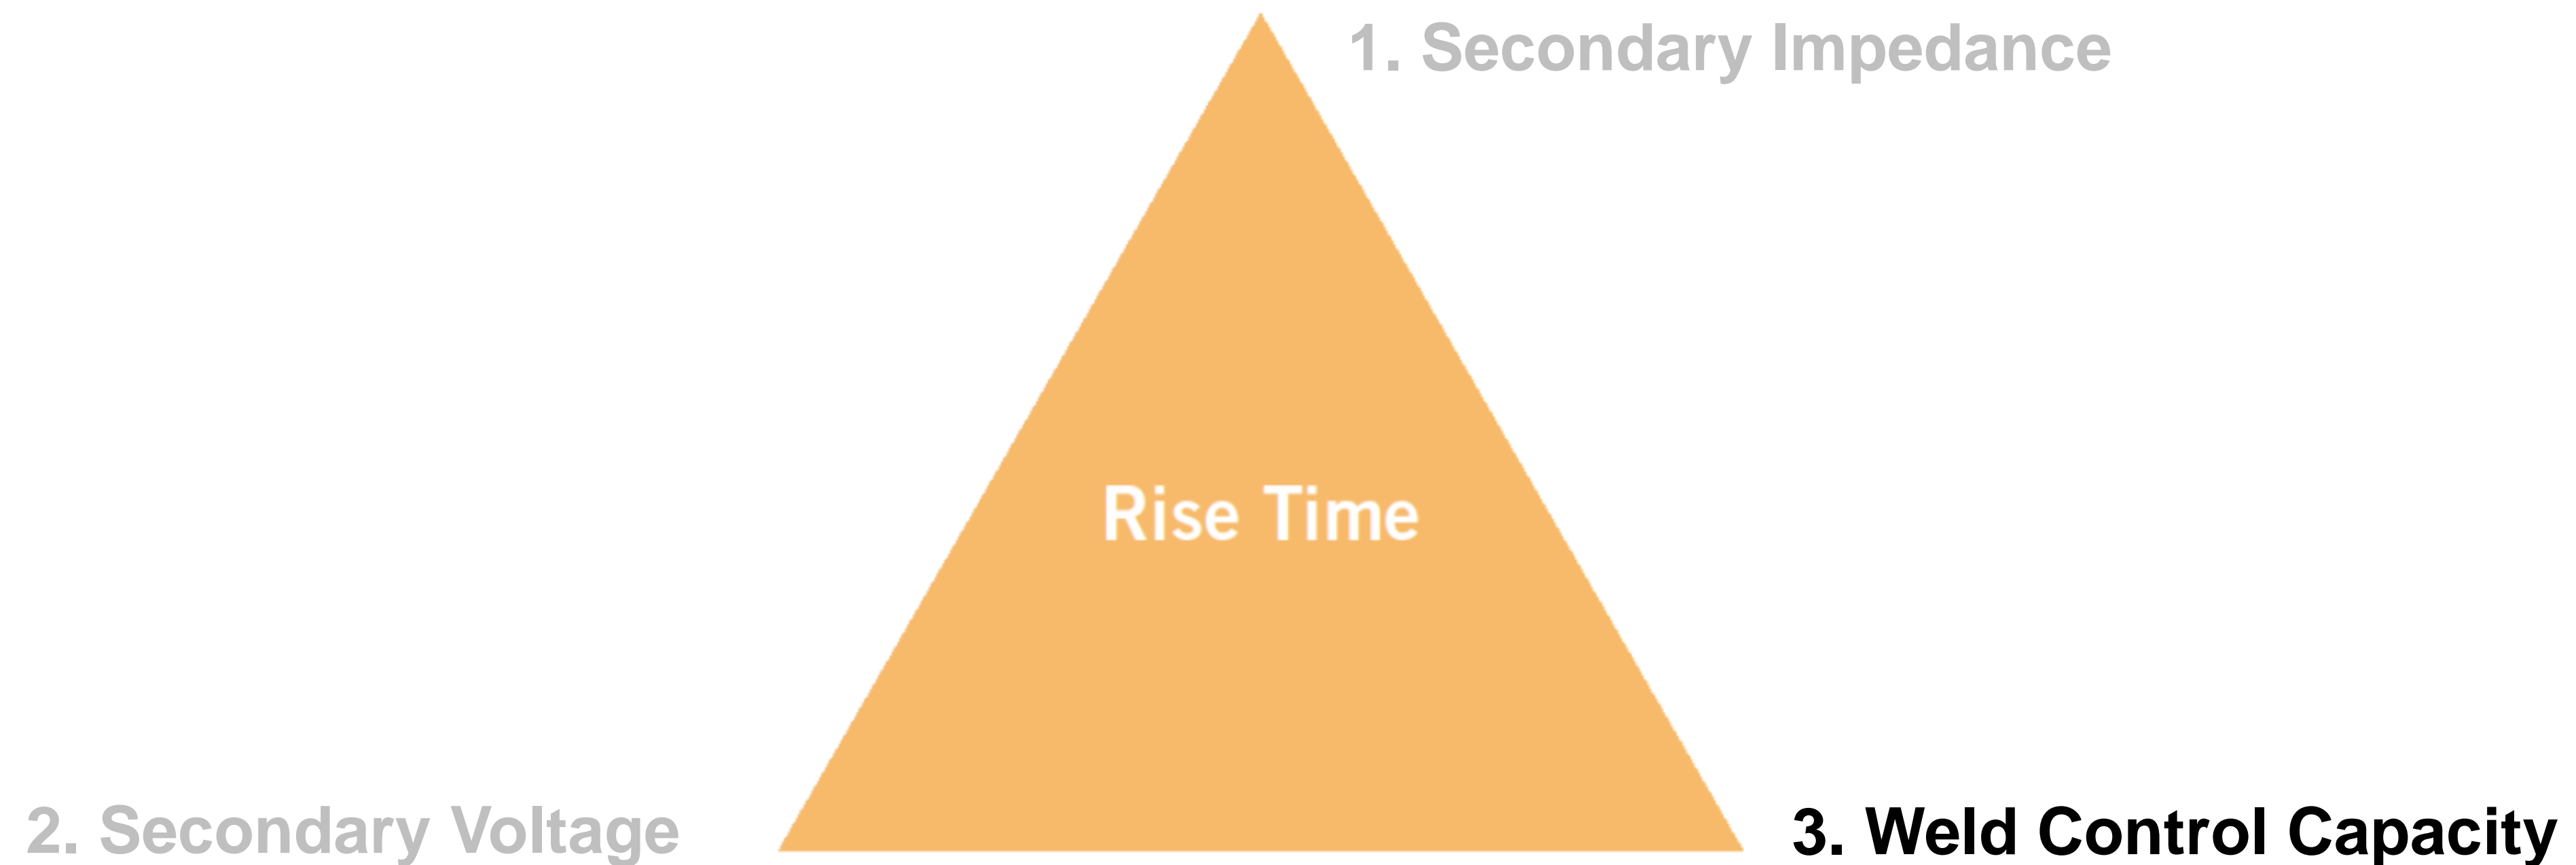 1. Secondary Impedance
Rise Time
2. Secondary Voltage
3. Weld Control Capacity